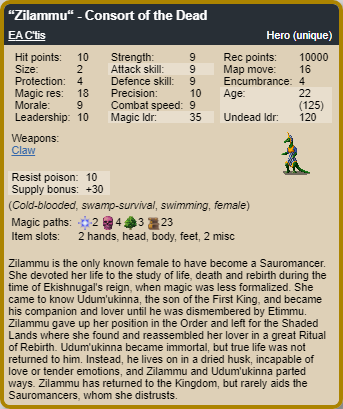 “Zilammu“ - Consort of the Dead
EA C'tis Hero (unique)
Hit points: 10 Strength: 9 Rec points: 10000
Size: 2 Attack skill: 9 Map move: 16
Protection: 4 Defence skill: 9 Encumbrance: 4
Magic res: 18 Precision: 10 Age: 22
Morale: 9 Combat speed: 9 (125)
Leadership: 10 Magic ldr: 35 Undead ldr: 120
Weapons:
Claw
Resist poison: 10
Supply bonus: +30
(Cold-blooded, swamp-survival, swimming, female)
Magic paths: 2 4 3 23
Item slots: 2 hands, head, body, feet, 2 misc
Zilammu is the only known female to have become a Sauromancer.
She devoted her life to the study of life, death and rebirth during the
time of Ekishnugal's reign, when magic was less formalized. She
came to know Udum'ukinna, the son of the First King, and became
his companion and lover until he was dismembered by Etimmu.
Zilammu gave up her position in the Order and left for the Shaded
Lands where she found and reassembled her lover in a great Ritual
of Rebirth. Udum'ukinna became immortal, but true life was not
returned to him. Instead, he lives on in a dried husk, incapable of
love or tender emotions, and Zilammu and Udum'ukinna parted
ways. Zilammu has returned to the Kingdom, but rarely aids the
Sauromancers, whom she distrusts.